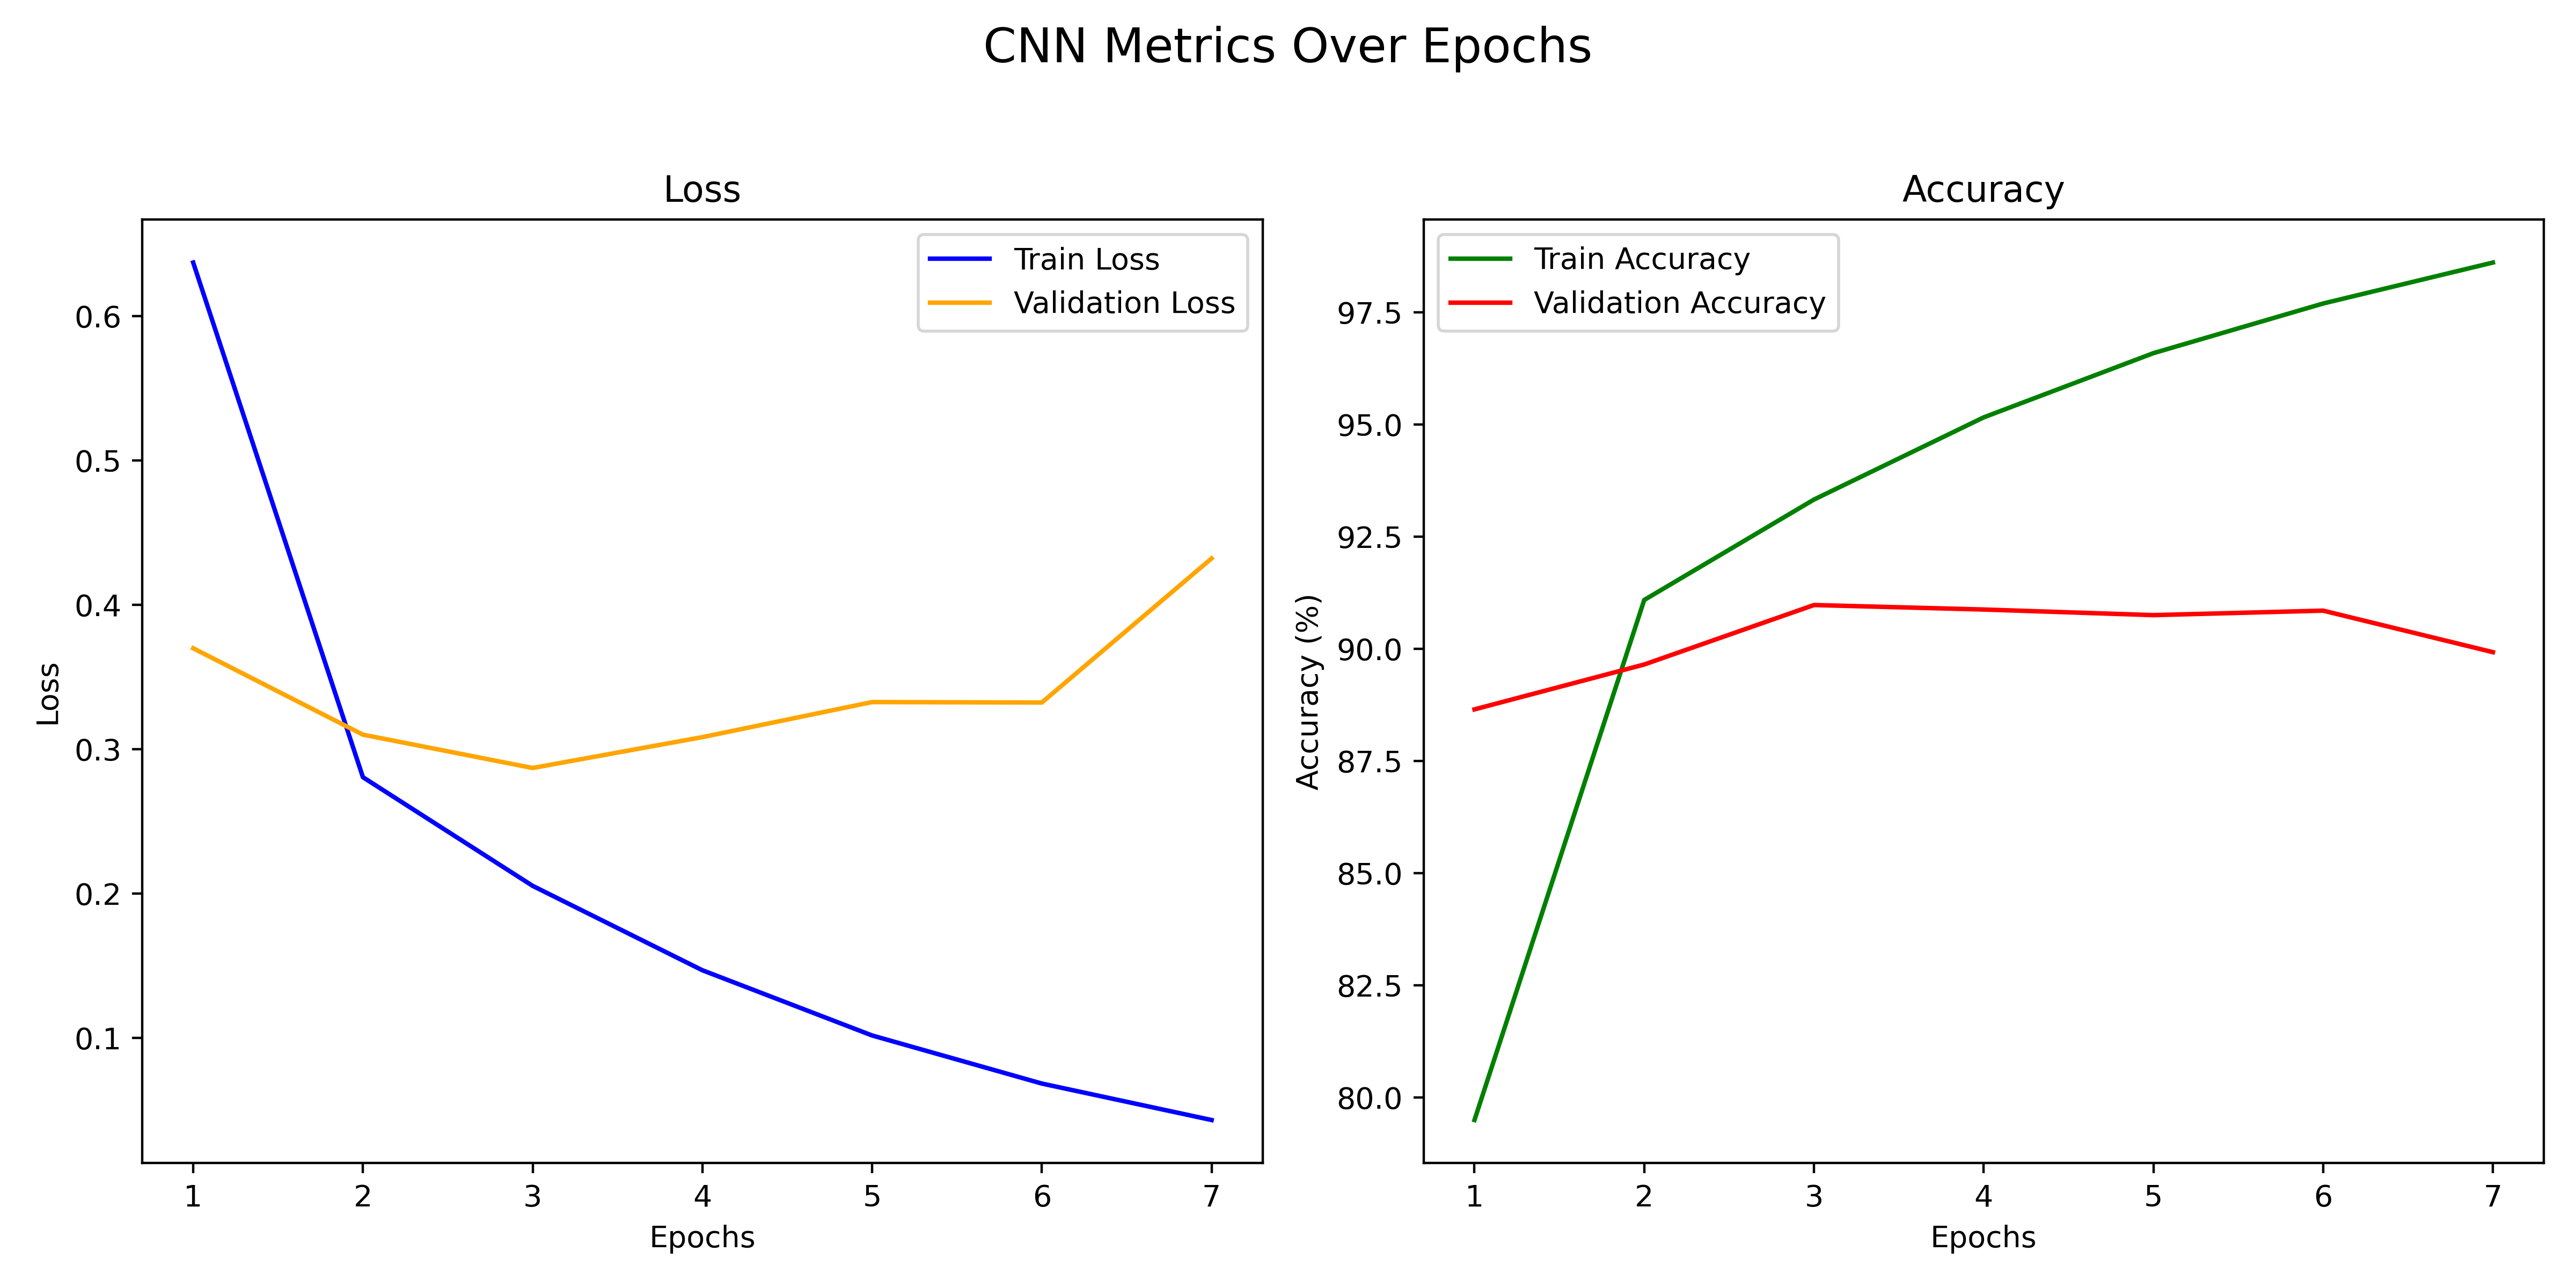 CNN Metrics Over Epochs
Loss
Train Loss
Validation Loss
0.6
0.5
0.4
0.3
0.2
0.1
Loss
1 2 3 4 5 6 7
Epochs
Accuracy
Train Accuracy
Validation Accuracy
97.5
95.0
92.5
90.0
87.5
85.0
82.5
80.0
Accuracy (%)
1 2 3 4 5 6 7
Epochs